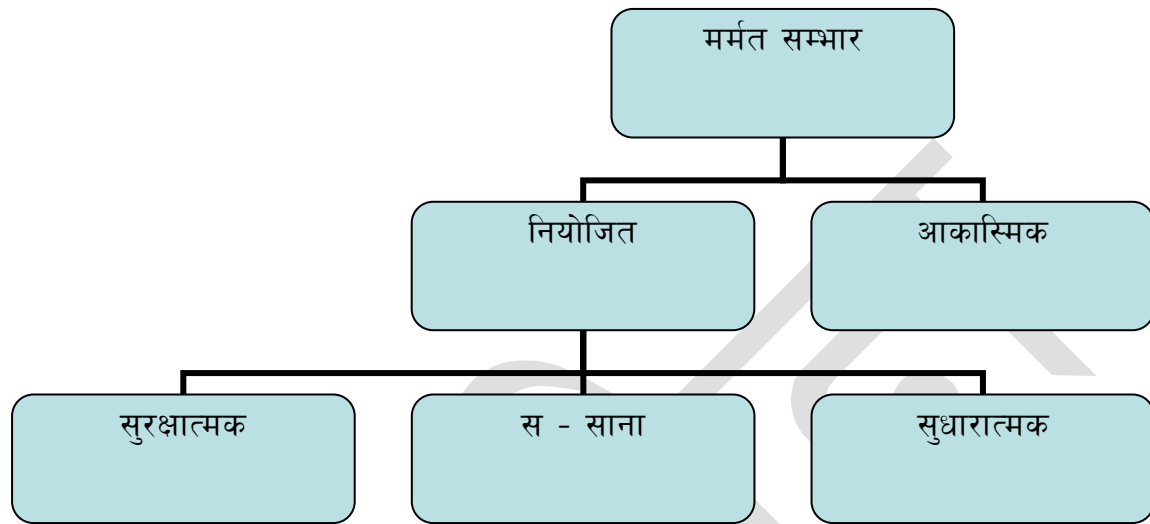 मर्मत सम्भार
नियोजित
आकास्मिक
सुरक्षात्मक
स - साना
सुधारात्मक